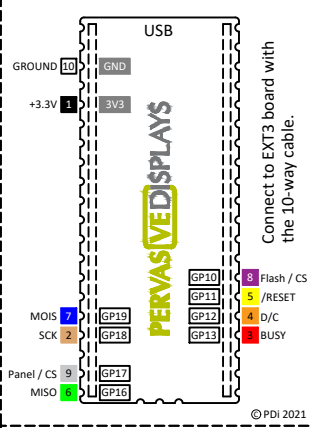 USB
GROUND 10 GND
+3.3V 1 3V3
PERVASIVE DISPLAYS
Connect to EXT3 board with
the 10-way cable.
GP10 8 Flash / CS
GP11 5 /RESET
MOIS 7 GP19 GP12 4 D/C
SCK 2 GP18 GP13 3 BUSY
Panel / CS 9 GP17
MISO 6 GP16
© PDi 2021